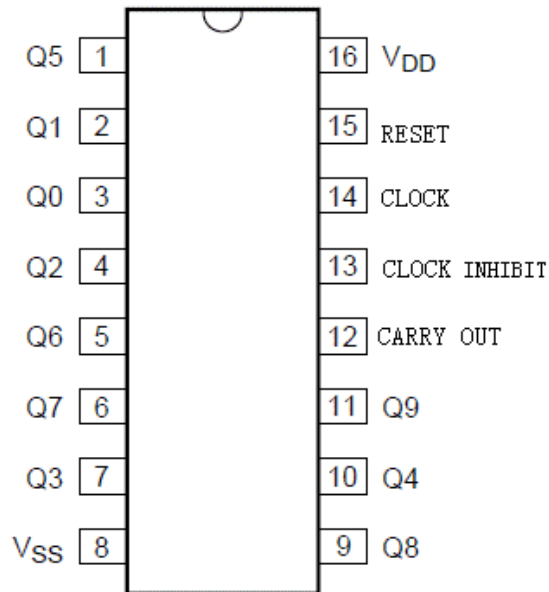 Q5 1 16 VDD
Q1 2 15 RESET
Q0 3 14 CLOCK
Q2 4 13 CLOCK INHIBIT
Q6 5 12 CARRY OUT
Q7 6 11 Q9
Q3 7 10 Q4
VSS 8 9 Q8